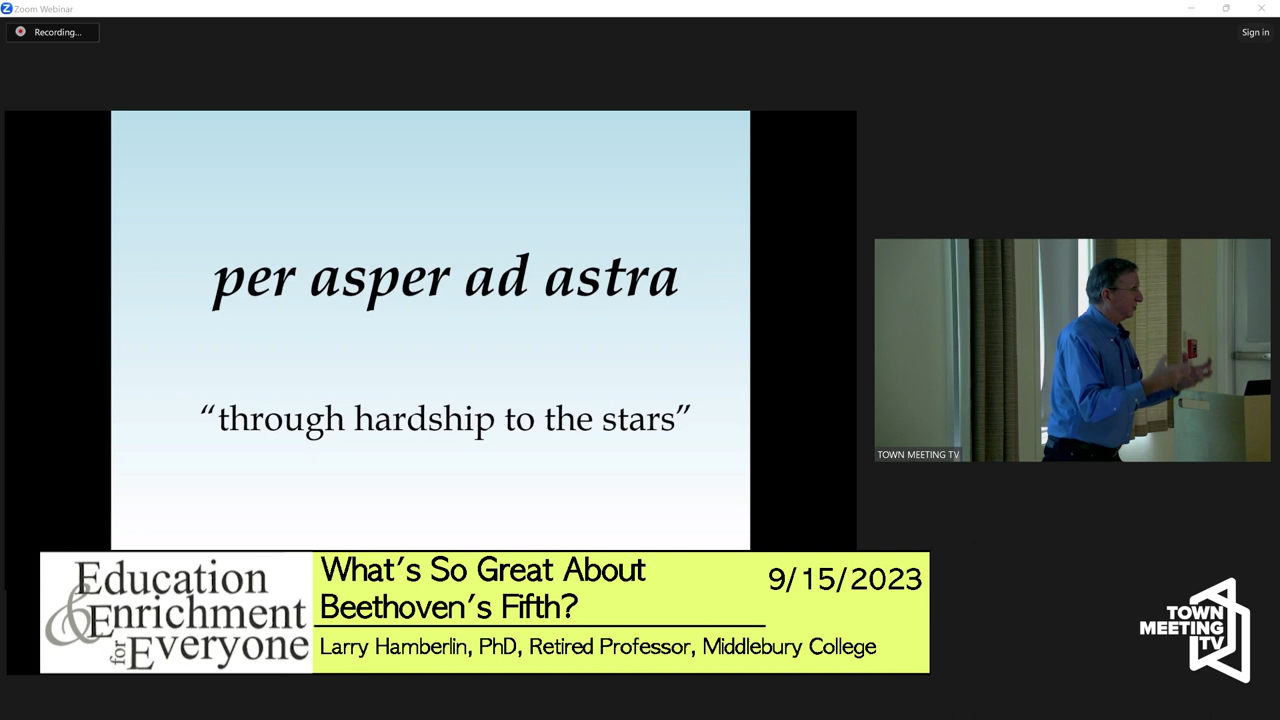 Zoom Webinar
Recording...
Sign in
per asper ad astra
“through hardship to the stars”
TOWN MEETING TV
Education
& Enrichment
for Everyone
What's So Great About
Beethoven's Fifth?
9/15/2023
Larry Hamberlin, PhD, Retired Professor, Middlebury College
TOWN
MEETING
TV